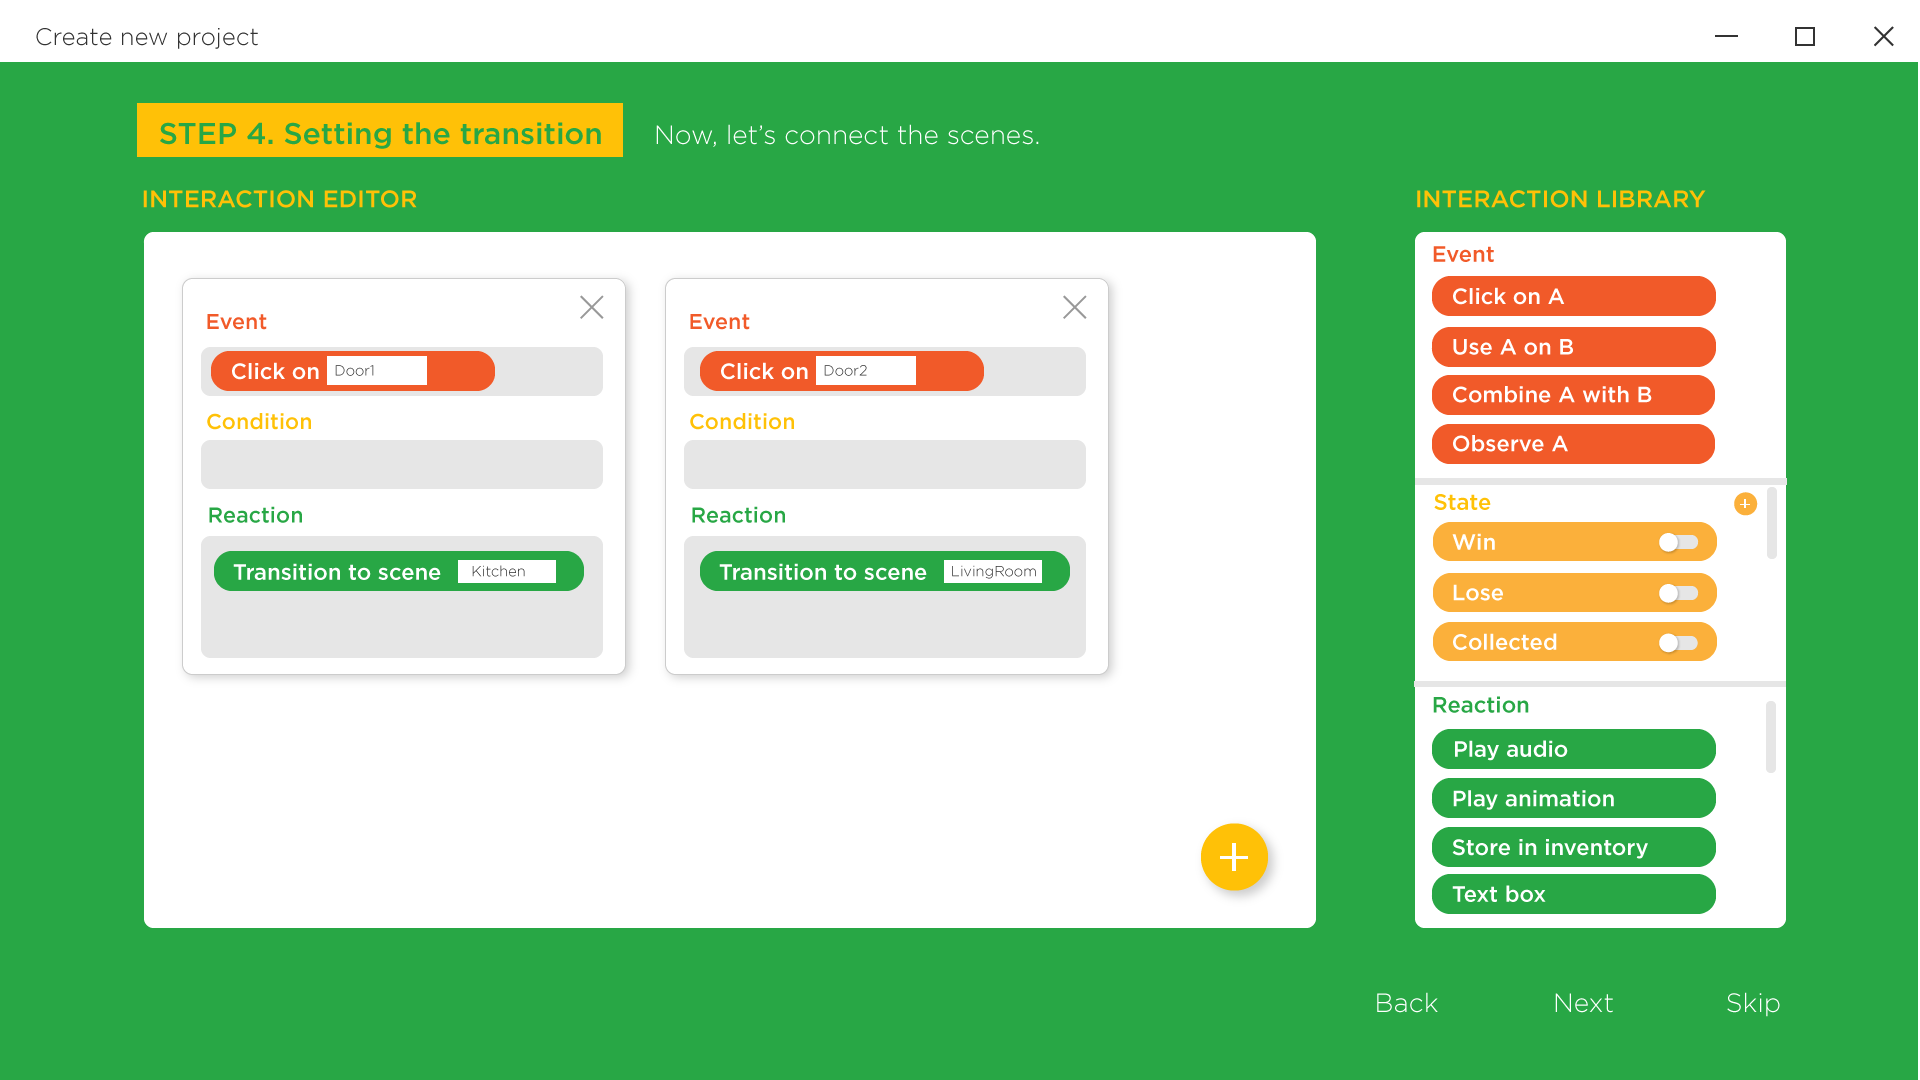 Create new project
STEP 4. Setting the transition
Now, let’s connect the scenes.
INTERACTION EDITOR
Event
Click on Door1
Condition
Reaction
Transition to scene Kitchen
Event
Click on Door2
Condition
Reaction
Transition to scene LivingRoom
INTERACTION LIBRARY
Event
Click on A
Use A on B
Combine A with B
Observe A
State
Win
Lose
Collected
Reaction
Play audio
Play animation
Store in inventory
Text box
Back
Next
Skip